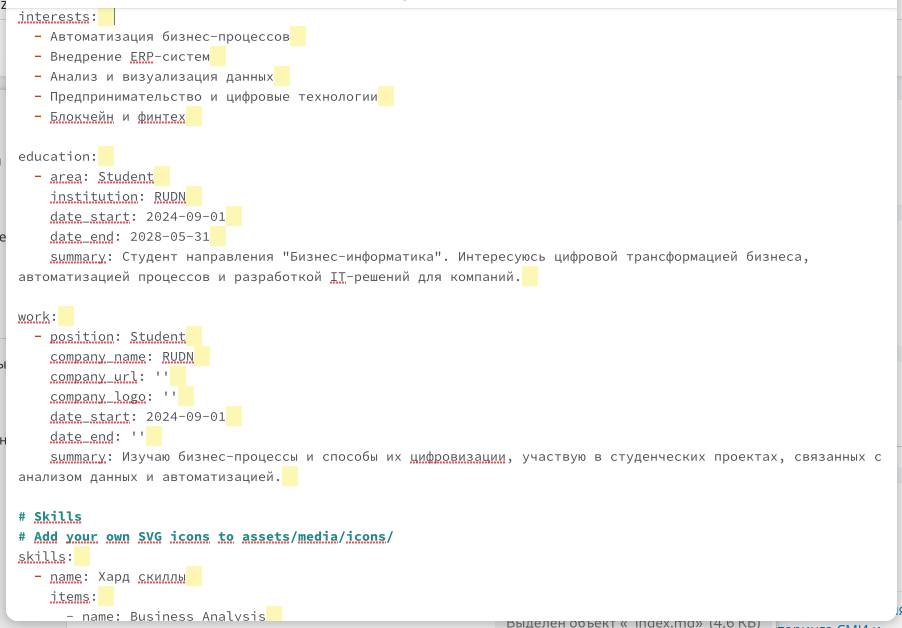 interests:
  - Автоматизация бизнес-процессов
  - Внедрение ERP-систем
  - Анализ и визуализация данных
  - Предпринимательство и цифровые технологии
  - Блокчейн и финтех

education:
  - area: Student
    institution: RUDN
    date_start: 2024-09-01
    date_end: 2028-05-31
    summary: Студент направления "Бизнес-информатика". Интересуюсь цифровой трансформацией бизнеса,
автоматизацией процессов и разработкой IT-решений для компаний.

work:
  - position: Student
    company_name: RUDN
    company_url: ''
    company_logo: ''
    date_start: 2024-09-01
    date_end: ''
    summary: Изучаю бизнес-процессы и способы их цифровизации, участвую в студенческих проектах, связанных с
анализом данных и автоматизацией.

# Skills
# Add your own SVG icons to assets/media/icons/
skills:
  - name: Хард скиллы
    items:
      - name: Business Analysis
Выделен объект «_index.md» (4,6 KB)